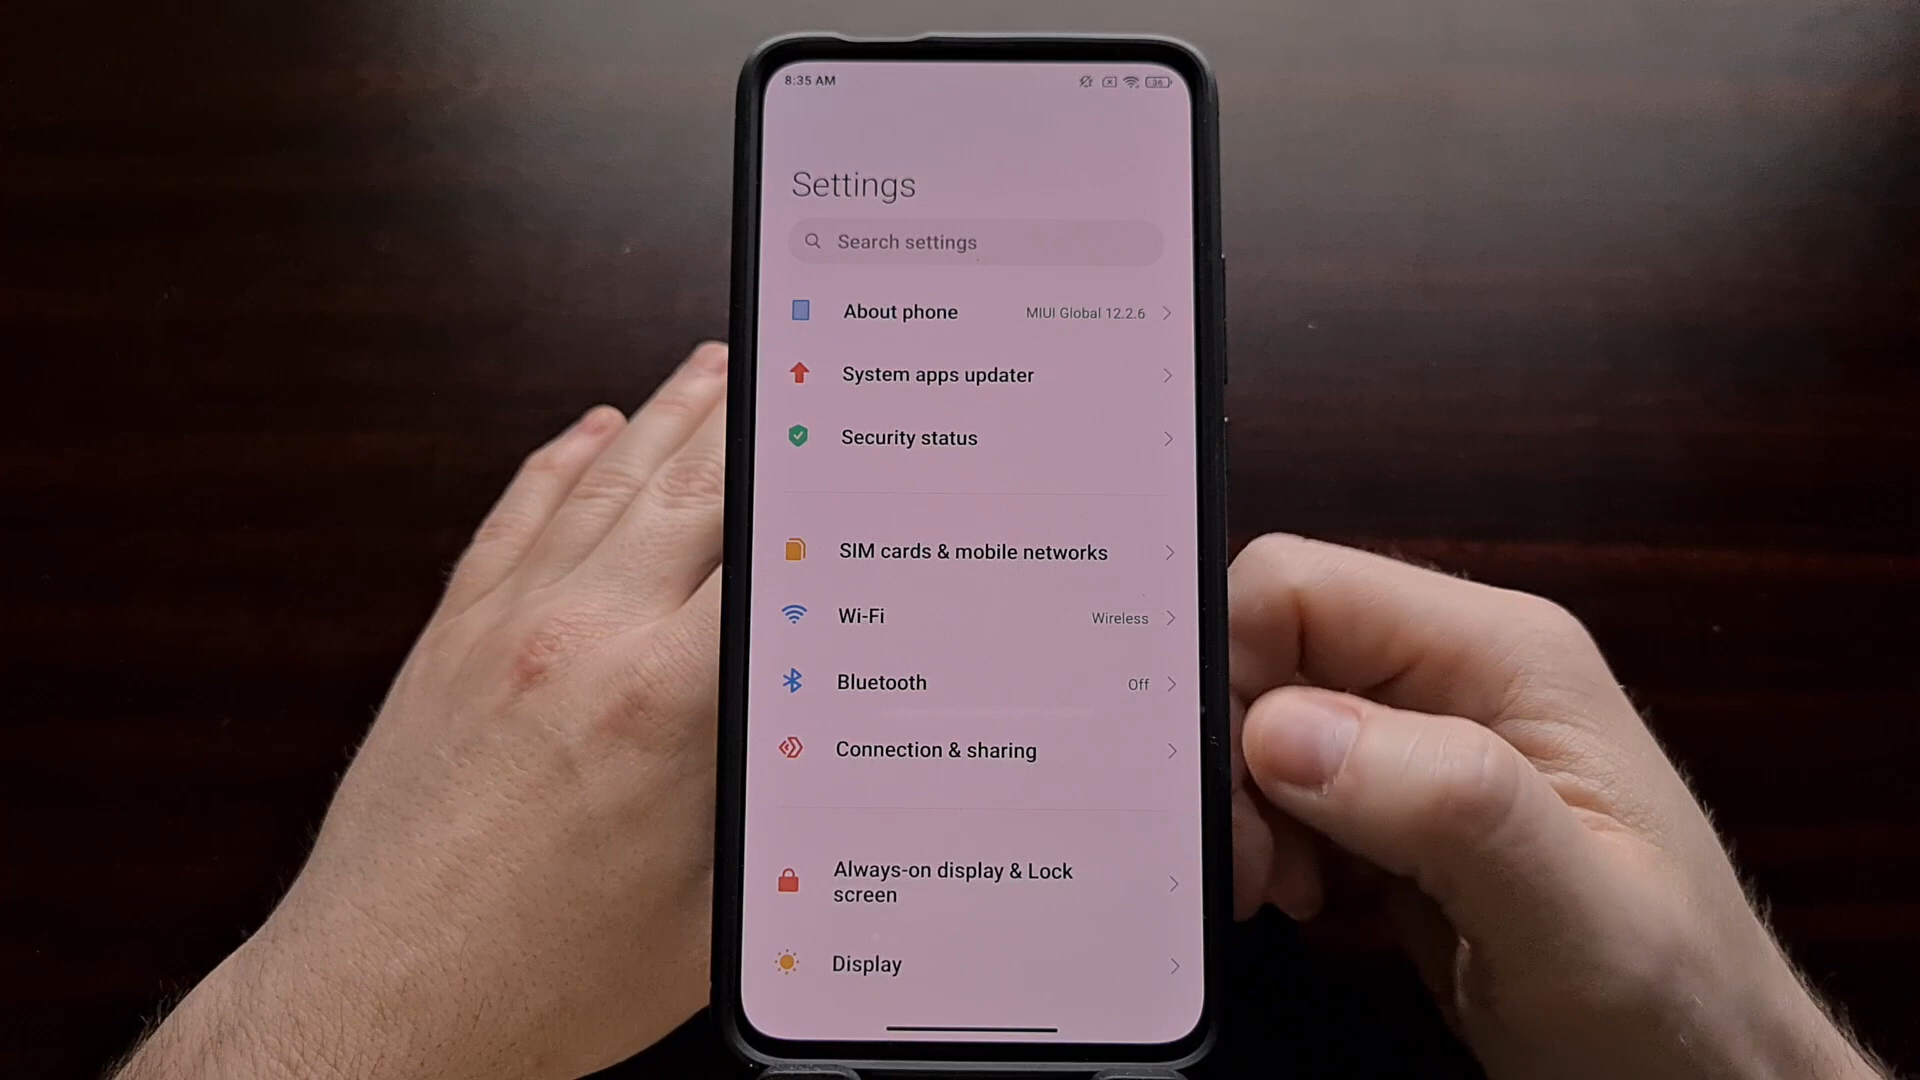 8:35 AM
36
Settings
Search settings
About phone MIUI Global 12.2.6
System apps updater
Security status
SIM cards & mobile networks
Wi-Fi Wireless
Bluetooth Off
Connection & sharing
Always-on display & Lock
screen
Display